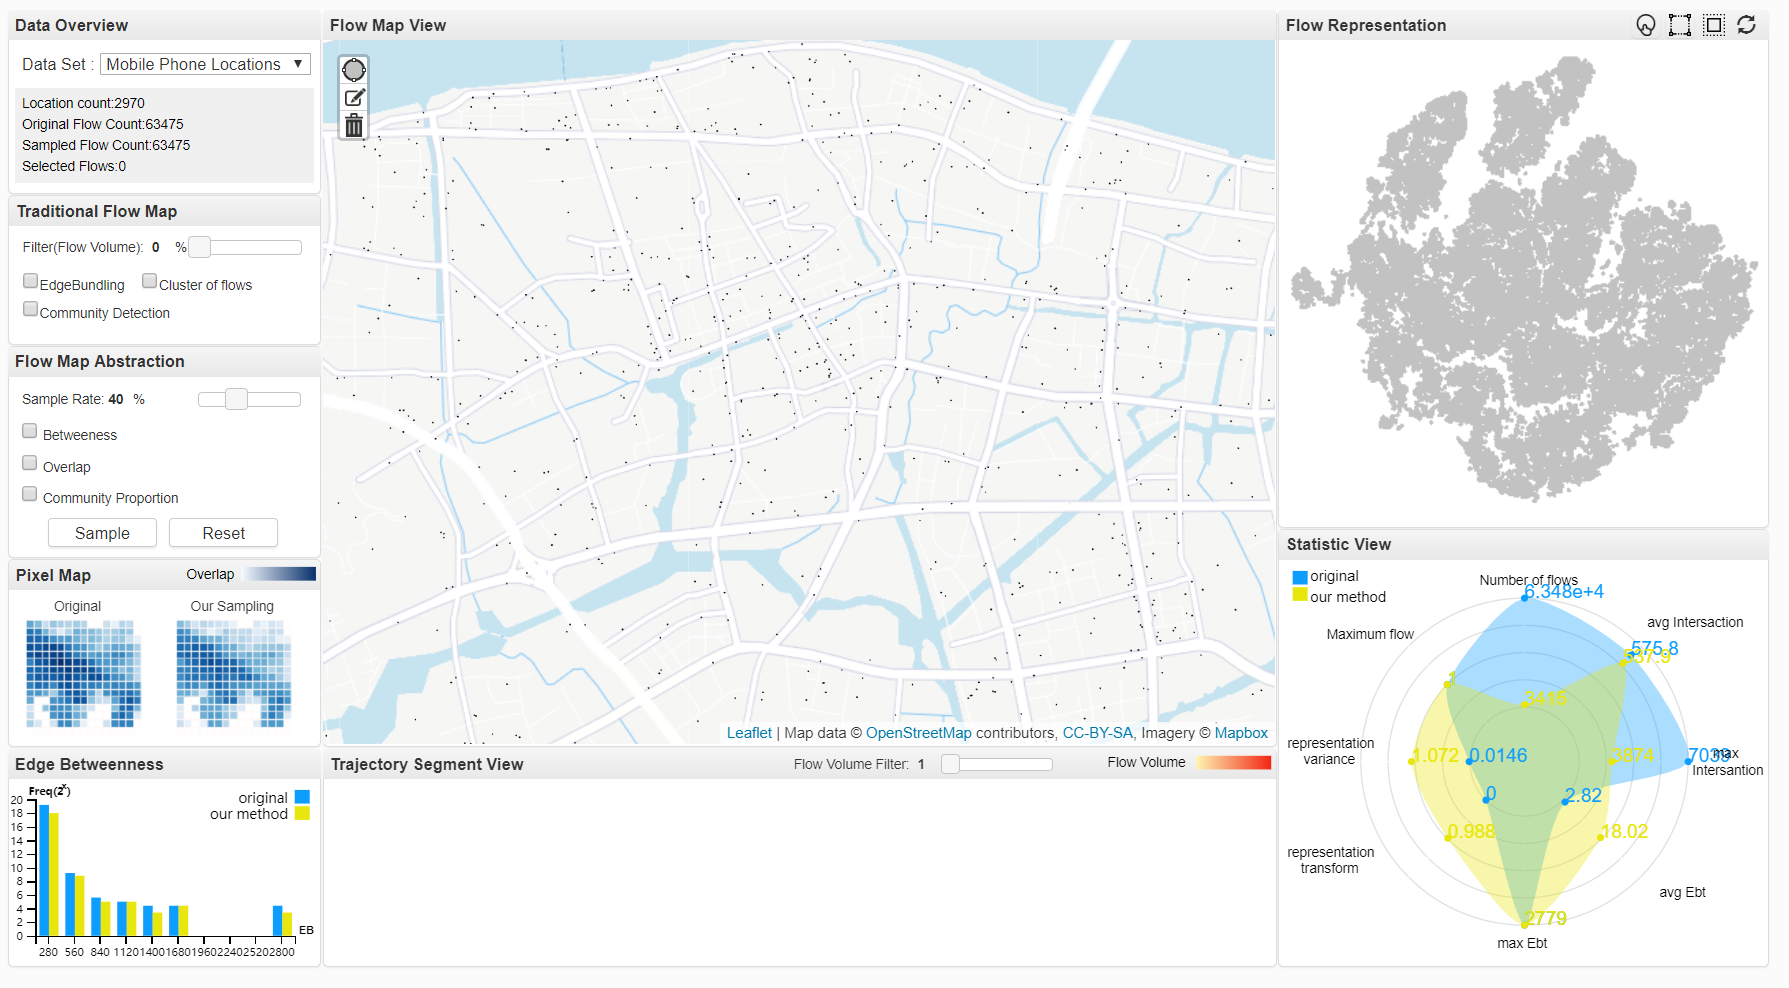 Data Overview
Data Set :
Mobile Phone Locations ▼
Location count:2970
Original Flow Count:63475
Sampled Flow Count:63475
Selected Flows:0
Traditional Flow Map
Filter(Flow Volume): 0 %
EdgeBundling
Cluster of flows
Community Detection
Flow Map Abstraction
Sample Rate: 40 %
Betweeness
Overlap
Community Proportion
Sample
Reset
Pixel Map
Overlap
Original
Our Sampling
Edge Betweenness
Freq(2^x)
original
our method
20
18
16
14
12
10
8
6
4
2
0
EB
280 560 840 1120 1400 1680 1960 2240 2520 2800
Flow Map View
Leaflet | Map data © OpenStreetMap contributors, CC-BY-SA, Imagery © Mapbox
Trajectory Segment View
Flow Volume Filter: 1
Flow Volume
Flow Representation
Statistic View
original
our method
Number of flows
6.348e+4
avg Intersaction
575.8
537.9
Maximum flow
1
3415
representation
variance
1.072
0.0146
3874
7039
max
Intersantion
0
2.82
0.988
18.02
representation
transform
avg Ebt
2779
max Ebt